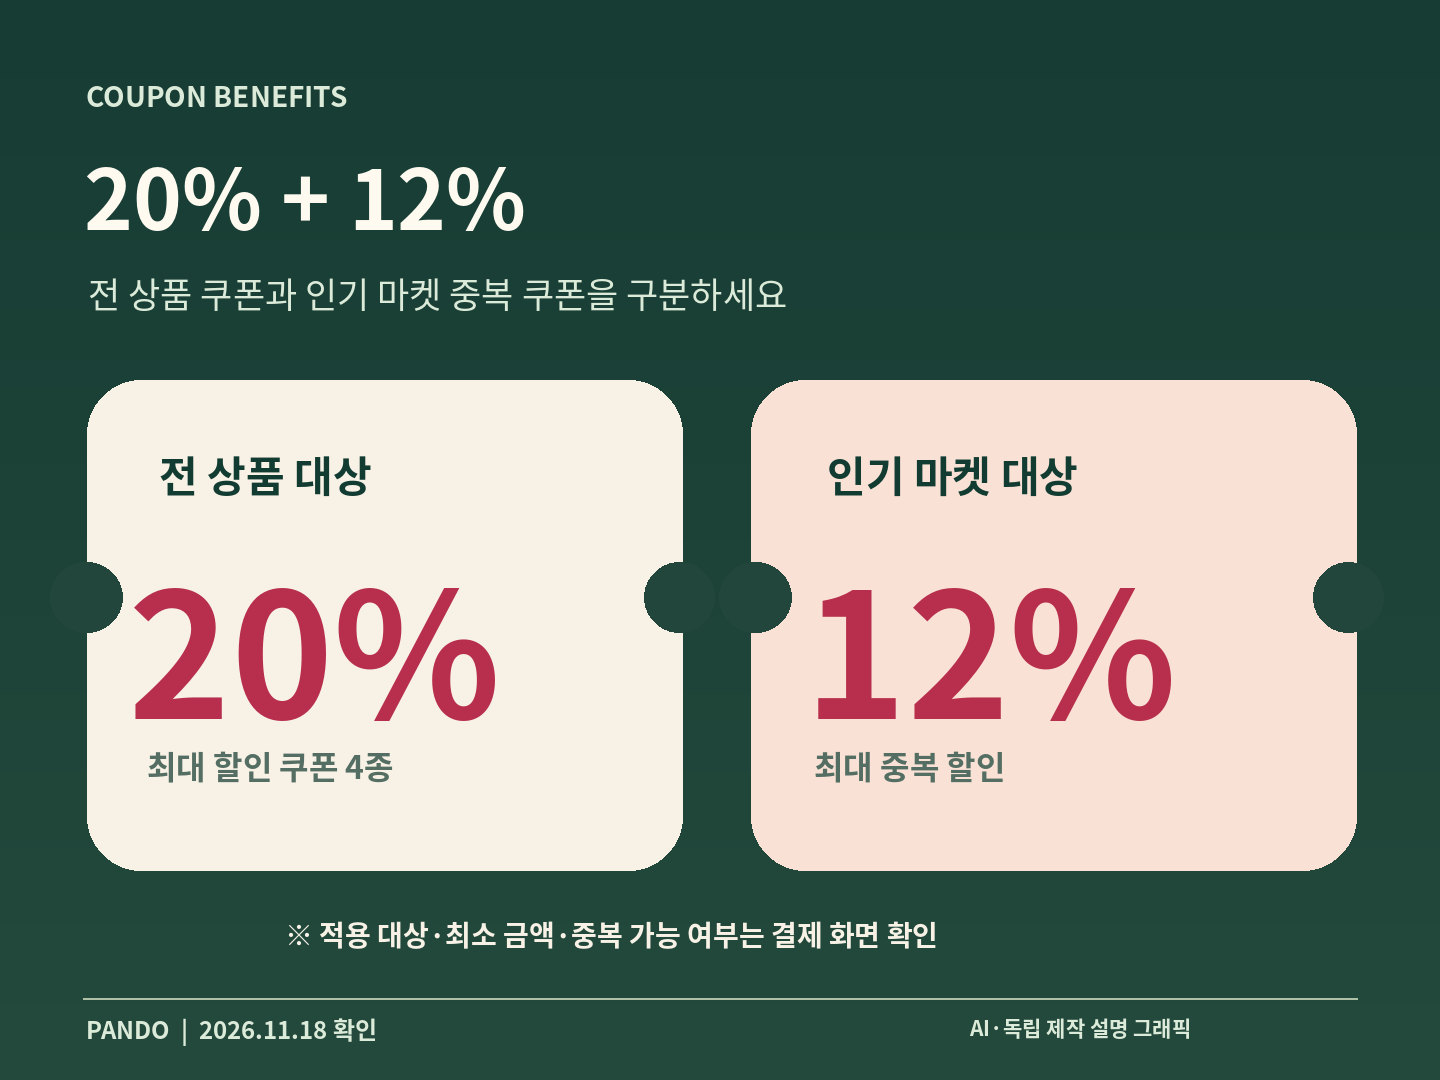 COUPON BENEFITS
20% + 12%
전 상품 쿠폰과 인기 마켓 중복 쿠폰을 구분하세요
전 상품 대상
20%
최대 할인 쿠폰 4종
인기 마켓 대상
12%
최대 중복 할인
※ 적용 대상·최소 금액·중복 가능 여부는 결제 화면 확인
PANDO | 2026.11.18 확인
AI·독립 제작 설명 그래픽